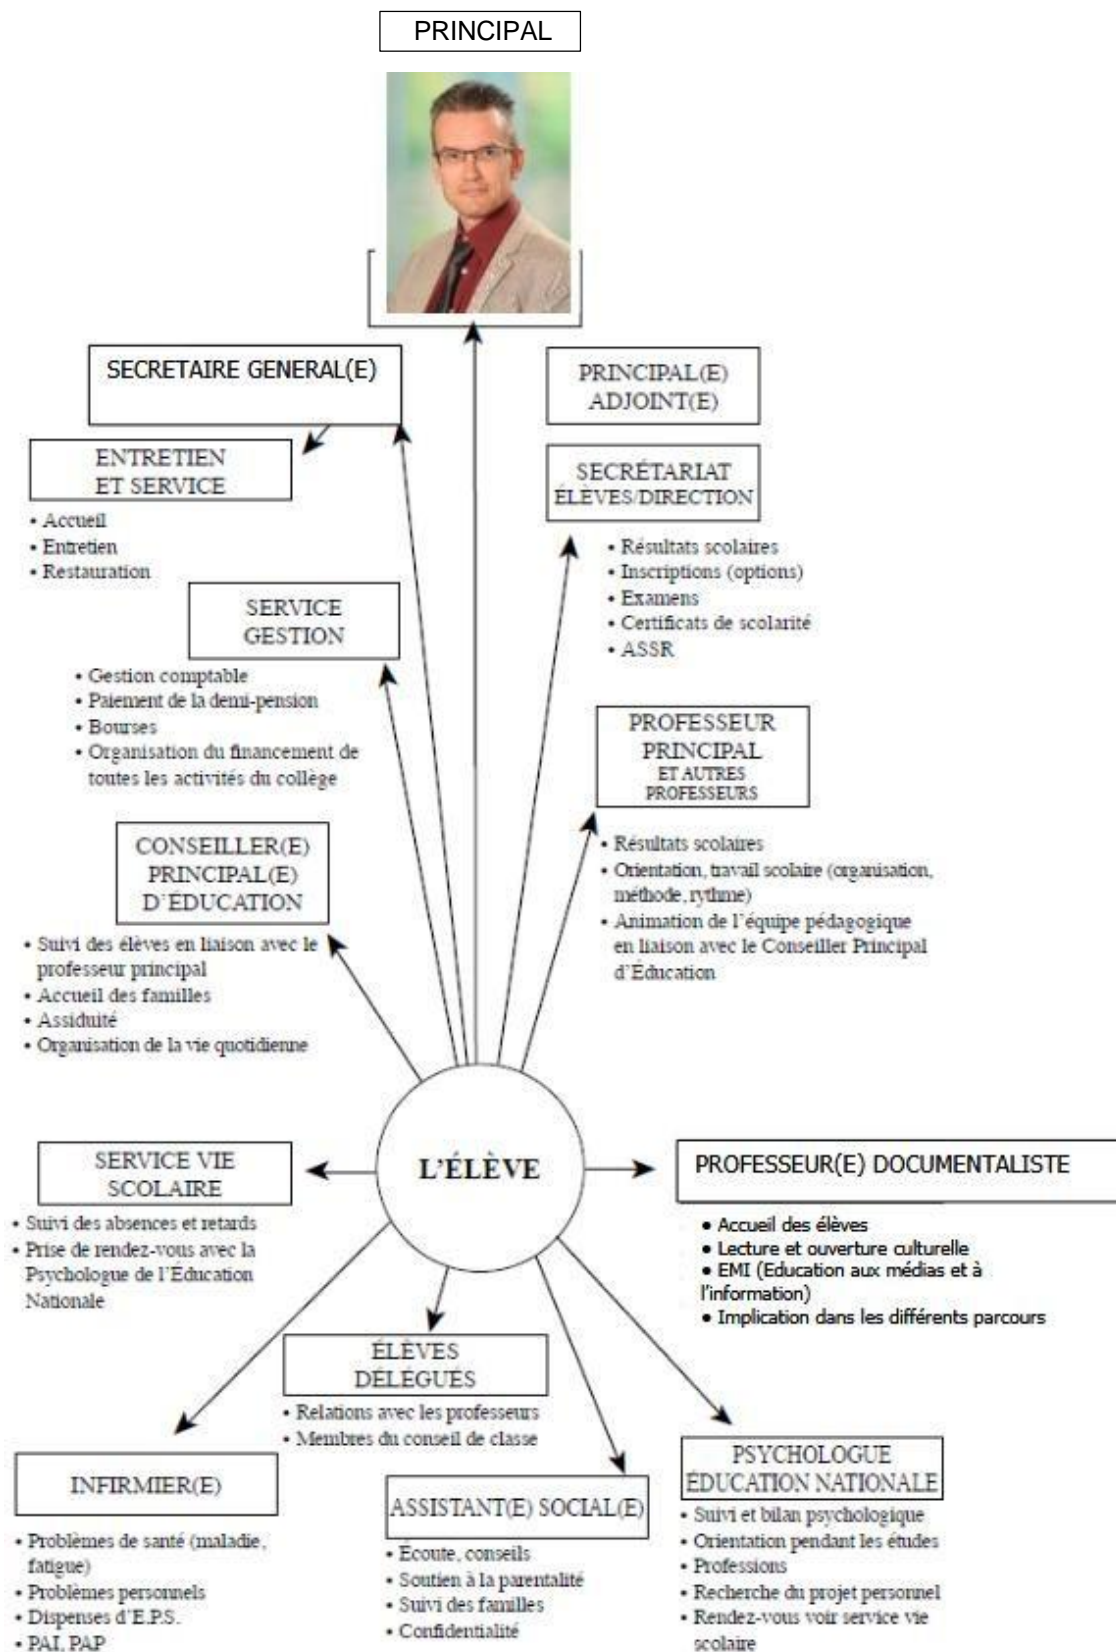 PRINCIPAL
SECRETAIRE GENERAL(E)
PRINCIPAL(E)
ADJOINT(E)
ENTRETIEN
ET SERVICE
• Accueil
• Entretien
• Restauration
SECRÉTARIAT
ÉLÈVES/DIRECTION
• Résultats scolaires
• Inscriptions (options)
• Examens
• Certificats de scolarité
• ASSR
SERVICE
GESTION
• Gestion comptable
• Paiement de la demi-pension
• Bourses
• Organisation du financement de
toutes les activités du collège
PROFESSEUR
PRINCIPAL
ET AUTRES
PROFESSEURS
• Résultats scolaires
• Orientation, travail scolaire (organisation,
méthode, rythme)
• Animation de l'équipe pédagogique
en liaison avec le Conseiller Principal
d'Éducation
CONSEILLER(E)
PRINCIPAL(E)
D'ÉDUCATION
• Suivi des élèves en liaison avec le
professeur principal
• Accueil des familles
• Assiduité
• Organisation de la vie quotidienne
L'ÉLÈVE
SERVICE VIE
SCOLAIRE
• Suivi des absences et retards
• Prise de rendez-vous avec la
Psychologue de l'Éducation
Nationale
PROFESSEUR(E) DOCUMENTALISTE
• Accueil des élèves
• Lecture et ouverture culturelle
• EMI (Education aux médias et à
l'information)
• Implication dans les différents parcours
ÉLÈVES
DÉLÉGUÉS
• Relations avec les professeurs
• Membres du conseil de classe
INFIRMIER(E)
• Problèmes de santé (maladie,
fatigue)
• Problèmes personnels
• Dispenses d'E.P.S.
• PAI, PAP
ASSISTANT(E) SOCIAL(E)
• Écoute, conseils
• Soutien à la parentalité
• Suivi des familles
• Confidentialité
PSYCHOLOGUE
ÉDUCATION NATIONALE
• Suivi et bilan psychologique
• Orientation pendant les études
• Professions
• Recherche du projet personnel
• Rendez-vous voir service vie
scolaire